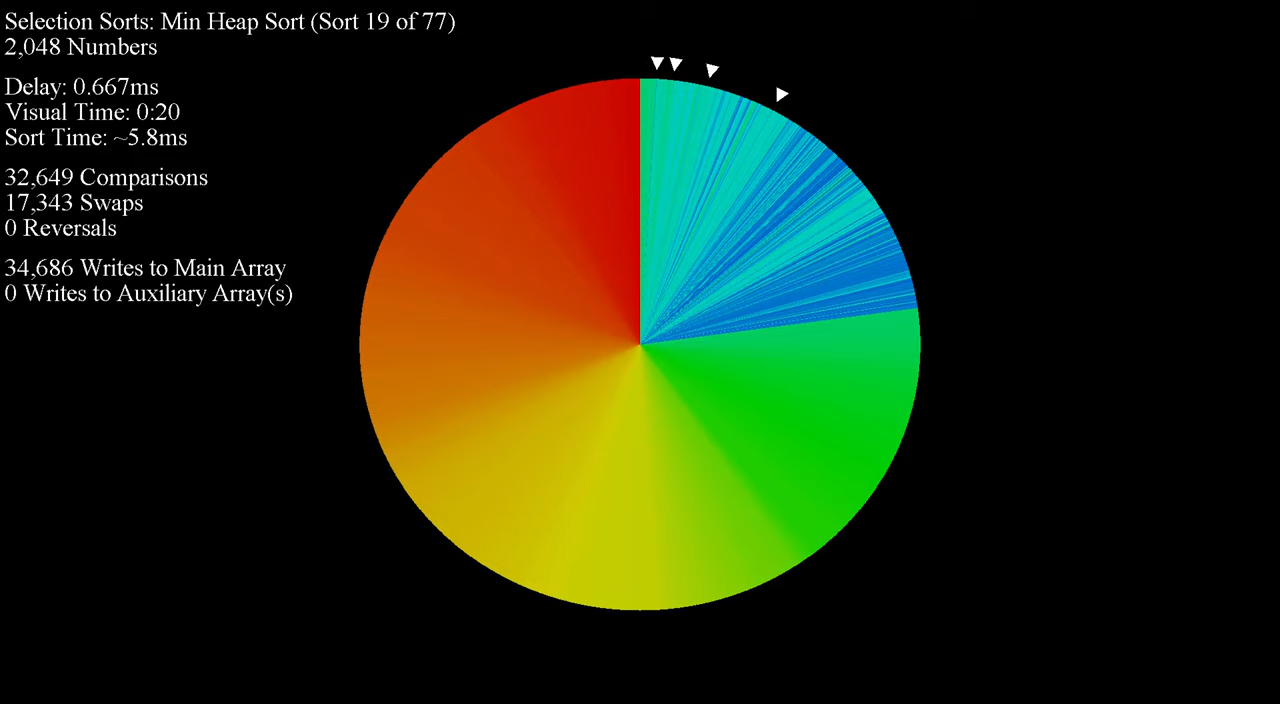 Selection Sorts: Min Heap Sort (Sort 19 of 77)
2,048 Numbers
Delay: 0.667ms
Visual Time: 0:20
Sort Time: ~5.8ms
32,649 Comparisons
17,343 Swaps
0 Reversals
34,686 Writes to Main Array
0 Writes to Auxiliary Array(s)